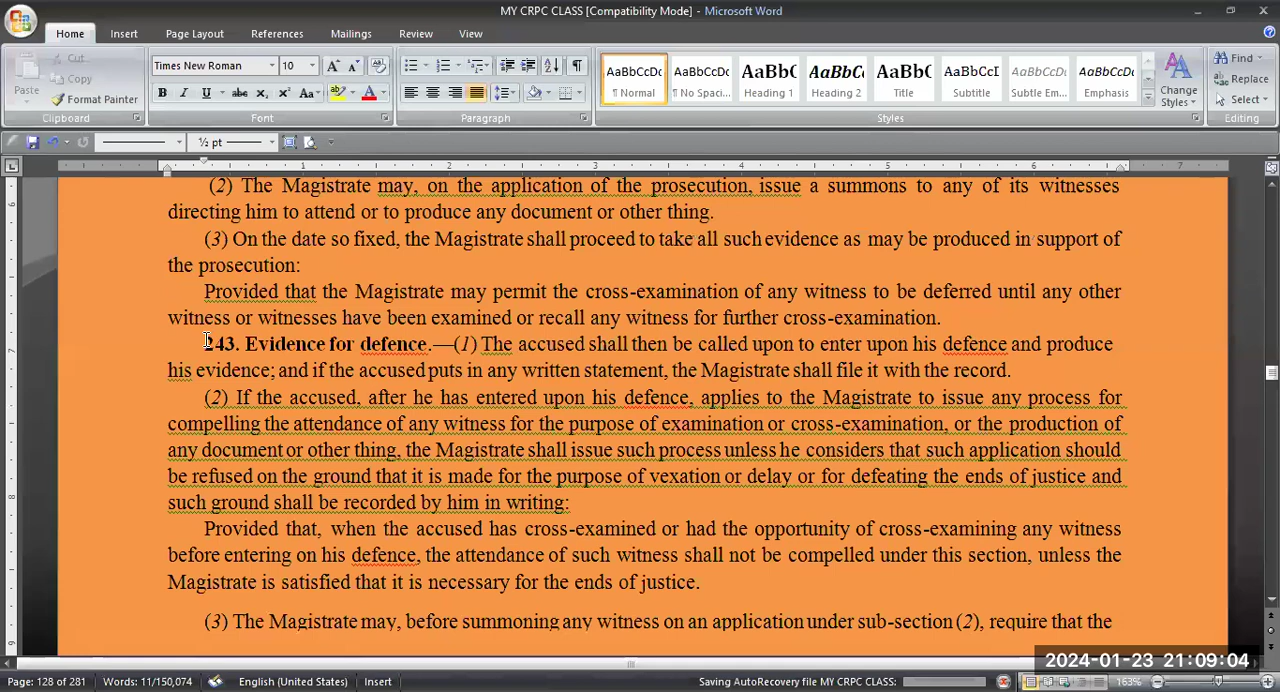 MY CRPC CLASS [Compatibility Mode] - Microsoft Word
Home Insert Page Layout References Mailings Review View
Paste Cut Copy Format Painter Clipboard
Times New Roman 10
Font
Paragraph
AaBbCcDc AaBbCcDc AaBbC AaBbCc AaBbC AaBbCcI AaBbCcDc AaBbCcDc
¶ Normal ¶ No Spaci... Heading 1 Heading 2 Title Subtitle Subtle Em... Emphasis
Styles
Change Styles
Find Replace Select Editing
½ pt
1 2 3 4 5 6 7
(2) The Magistrate may, on the application of the prosecution, issue a summons to any of its witnesses
directing him to attend or to produce any document or other thing.
(3) On the date so fixed, the Magistrate shall proceed to take all such evidence as may be produced in support of
the prosecution:
Provided that the Magistrate may permit the cross-examination of any witness to be deferred until any other
witness or witnesses have been examined or recall any witness for further cross-examination.
243. Evidence for defence.—(1) The accused shall then be called upon to enter upon his defence and produce
his evidence; and if the accused puts in any written statement, the Magistrate shall file it with the record.
(2) If the accused, after he has entered upon his defence, applies to the Magistrate to issue any process for
compelling the attendance of any witness for the purpose of examination or cross-examination, or the production of
any document or other thing, the Magistrate shall issue such process unless he considers that such application should
be refused on the ground that it is made for the purpose of vexation or delay or for defeating the ends of justice and
such ground shall be recorded by him in writing:
Provided that, when the accused has cross-examined or had the opportunity of cross-examining any witness
before entering on his defence, the attendance of such witness shall not be compelled under this section, unless the
Magistrate is satisfied that it is necessary for the ends of justice.
(3) The Magistrate may, before summoning any witness on an application under sub-section (2), require that the
2024-01-23 21:09:04
Page: 128 of 281 Words: 11/150,074 English (United States) Insert Saving AutoRecovery file MY CRPC CLASS: 163%